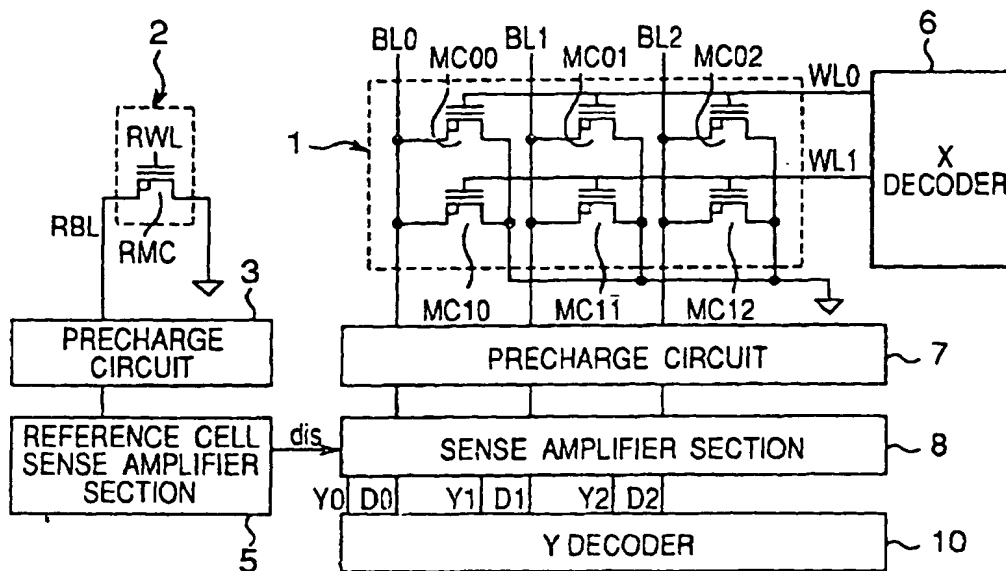 2
BL0
BL1
BL2
6
MC00
MC01
MC02
WL0
1
RWL
X
DECODER
WL1
RBL
RMC
3
MC10
MC11
MC12
PRECHARGE
CIRCUIT
PRECHARGE CIRCUIT
7
REFERENCE CELL
SENSE AMPLIFIER
SECTION
dis
SENSE AMPLIFIER SECTION
8
Y0
D0
Y1
D1
Y2
D2
5
Y DECODER
10